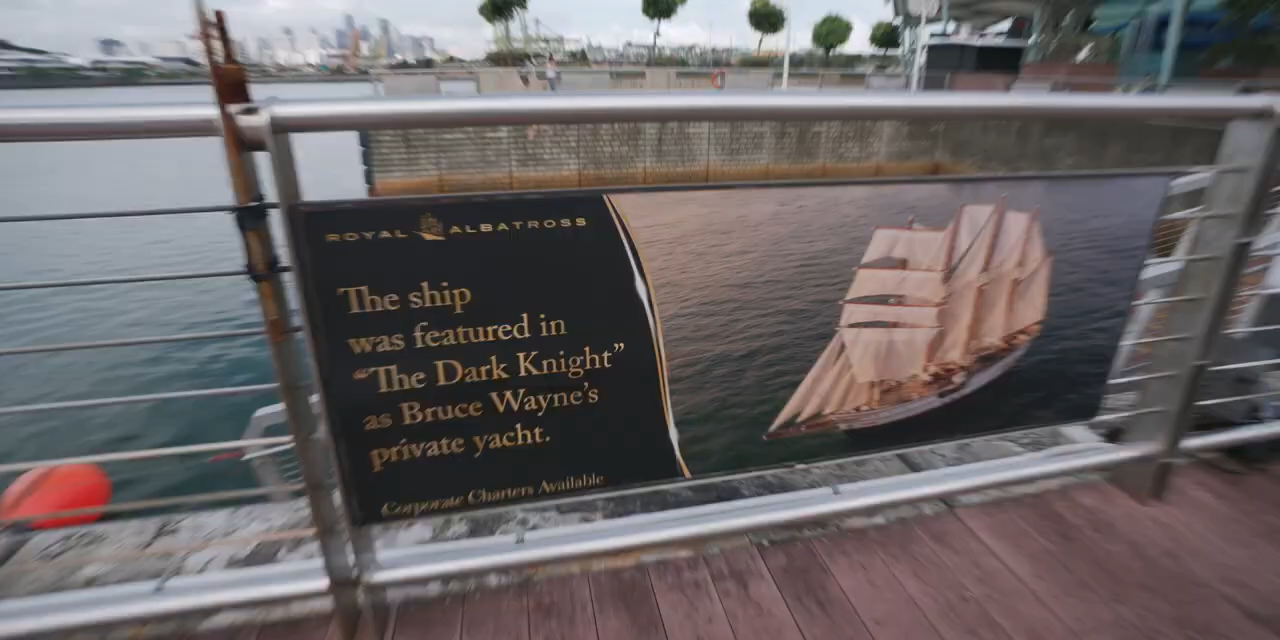 ROYAL ALBATROSS
The ship
was featured in
“The Dark Knight”
as Bruce Wayne’s
private yacht.
Corporate Charters Available